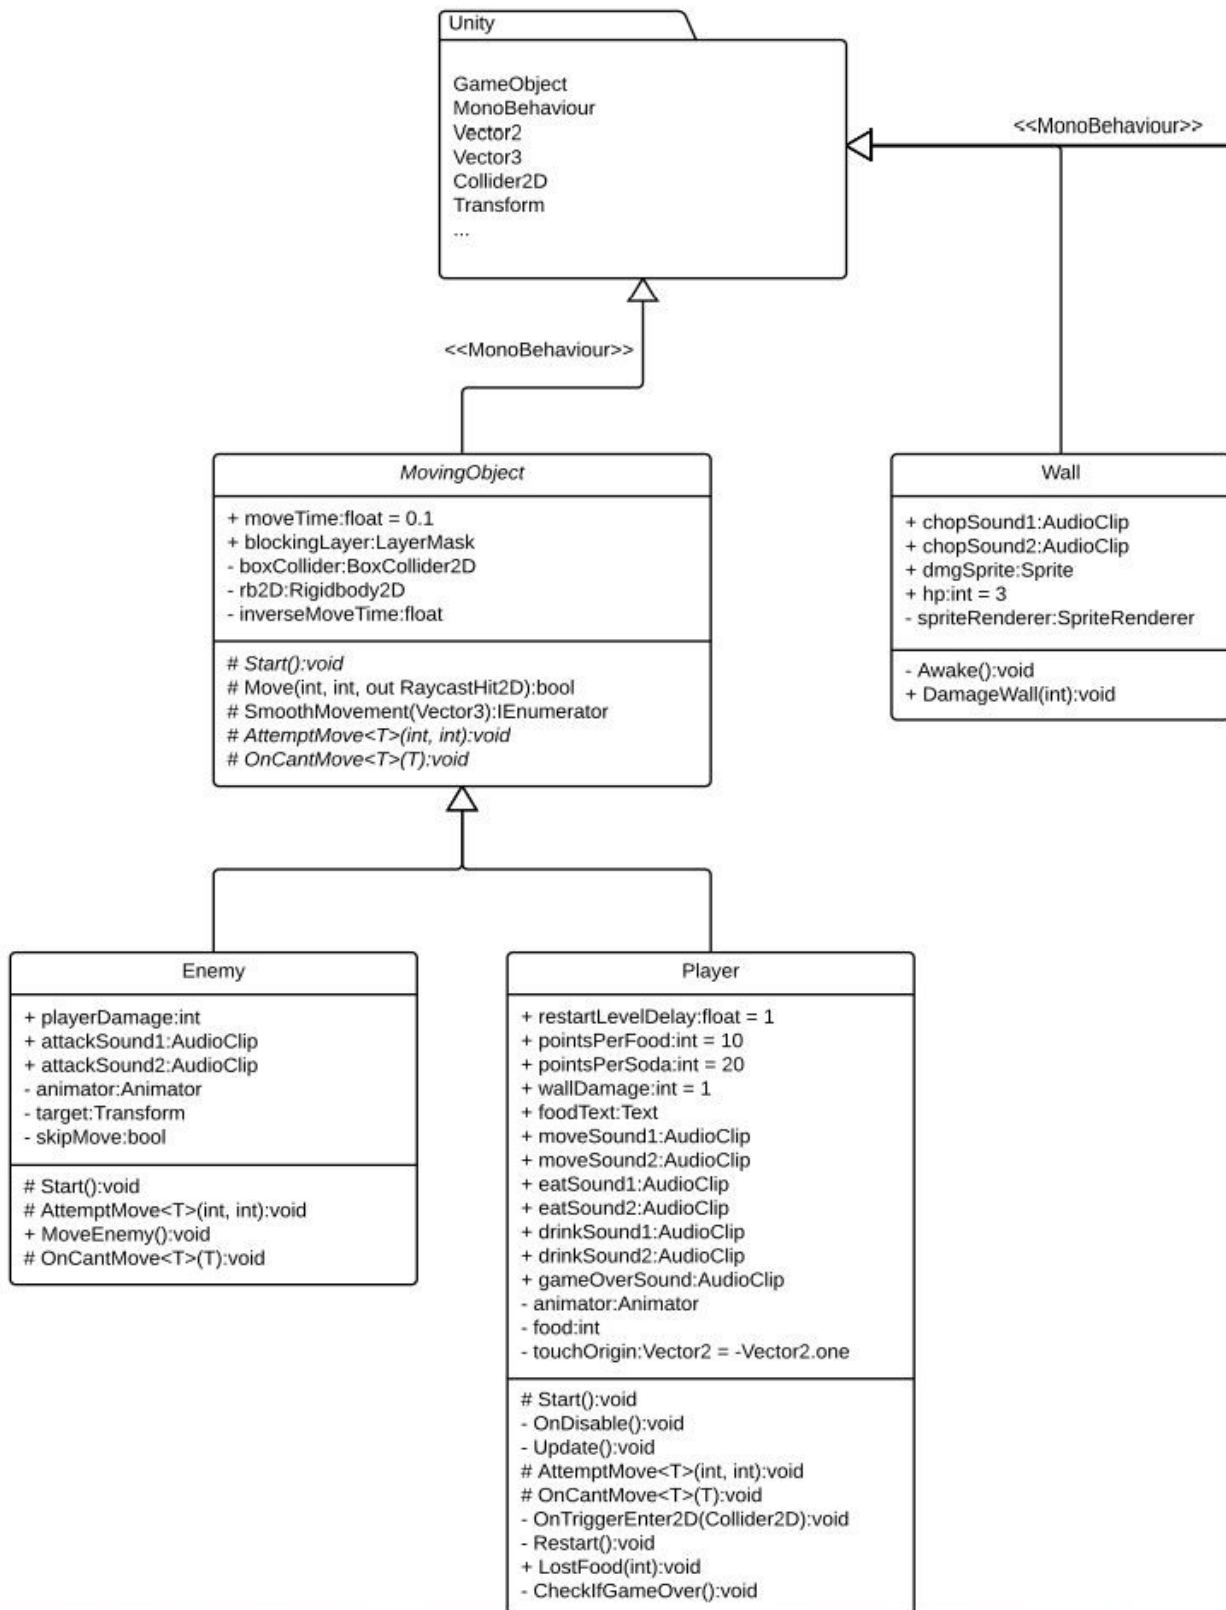 Unity
GameObject
MonoBehaviour
Vector2
Vector3
Collider2D
Transform
...
<<MonoBehaviour>>
<<MonoBehaviour>>
MovingObject
+ moveTime:float = 0.1
+ blockingLayer:LayerMask
- boxCollider:BoxCollider2D
- rb2D:Rigidbody2D
- inverseMoveTime:float
# Start():void
# Move(int, int, out RaycastHit2D):bool
# SmoothMovement(Vector3):IEnumerator
# AttemptMove<T>(int, int):void
# OnCantMove<T>(T):void
Wall
+ chopSound1:AudioClip
+ chopSound2:AudioClip
+ dmgSprite:Sprite
+ hp:int = 3
- spriteRenderer:SpriteRenderer
- Awake():void
+ DamageWall(int):void
Enemy
+ playerDamage:int
+ attackSound1:AudioClip
+ attackSound2:AudioClip
- animator:Animator
- target:Transform
- skipMove:bool
# Start():void
# AttemptMove<T>(int, int):void
+ MoveEnemy():void
# OnCantMove<T>(T):void
Player
+ restartLevelDelay:float = 1
+ pointsPerFood:int = 10
+ pointsPerSoda:int = 20
+ wallDamage:int = 1
+ foodText:Text
+ moveSound1:AudioClip
+ moveSound2:AudioClip
+ eatSound1:AudioClip
+ eatSound2:AudioClip
+ drinkSound1:AudioClip
+ drinkSound2:AudioClip
+ gameOverSound:AudioClip
- animator:Animator
- food:int
- touchOrigin:Vector2 = -Vector2.one
# Start():void
- OnDisable():void
- Update():void
# AttemptMove<T>(int, int):void
# OnCantMove<T>(T):void
- OnTriggerEnter2D(Collider2D):void
- Restart():void
+ LostFood(int):void
- CheckIfGameOver():void